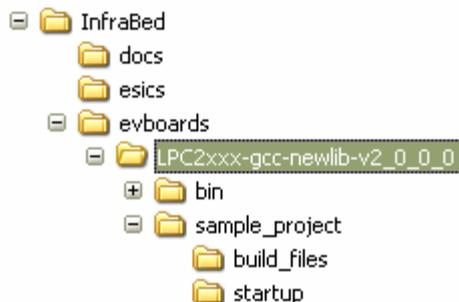 InfraBed
docs
esics
evboards
LPC2xxx-gcc-newlib-v2_0_0_0
bin
sample_project
build_files
startup